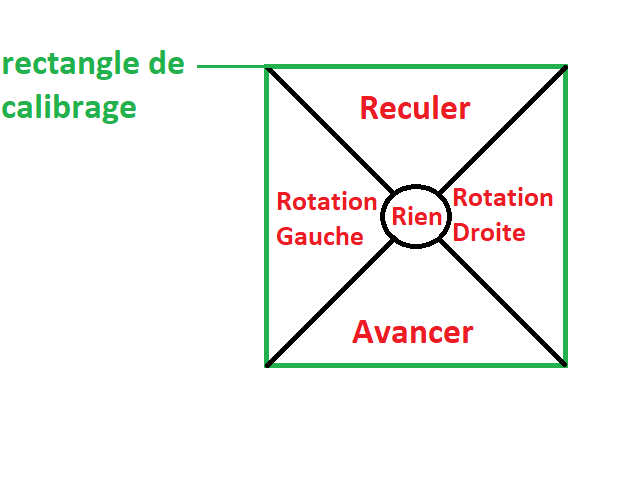 rectangle de
calibrage
Reculer
Rotation
Gauche
Rien
Rotation
Droite
Avancer